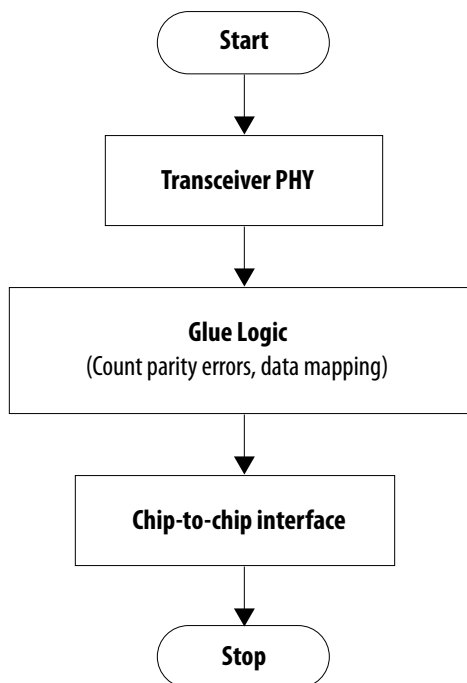 Start
Transceiver PHY
Glue Logic
(Count parity errors, data mapping)
Chip-to-chip interface
Stop